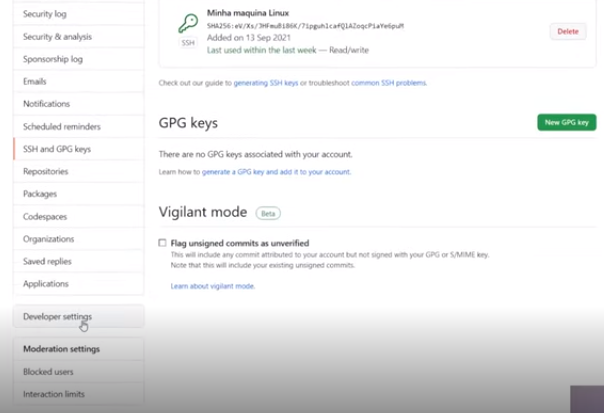 Security log
Security & analysis
Sponsorship log
Emails
Notifications
Scheduled reminders
SSH and GPG keys
Repositories
Packages
Codespaces
Organizations
Saved replies
Applications
Developer settings
Moderation settings
Blocked users
Interaction limits
SSH
Minha maquina Linux
Added on 13 Sep 2021
Last used within the last week — Read/write
Delete
Check out our guide to generating SSH keys or troubleshoot common SSH problems.
GPG keys
New GPG key
There are no GPG keys associated with your account.
Learn how to generate a GPG key and add it to your account.
Vigilant mode
Beta
Flag unsigned commits as unverified
This will include any commit attributed to your account but not signed with your GPG or S/MIME key.
Note that this will include your existing unsigned commits.
Learn about vigilant mode.